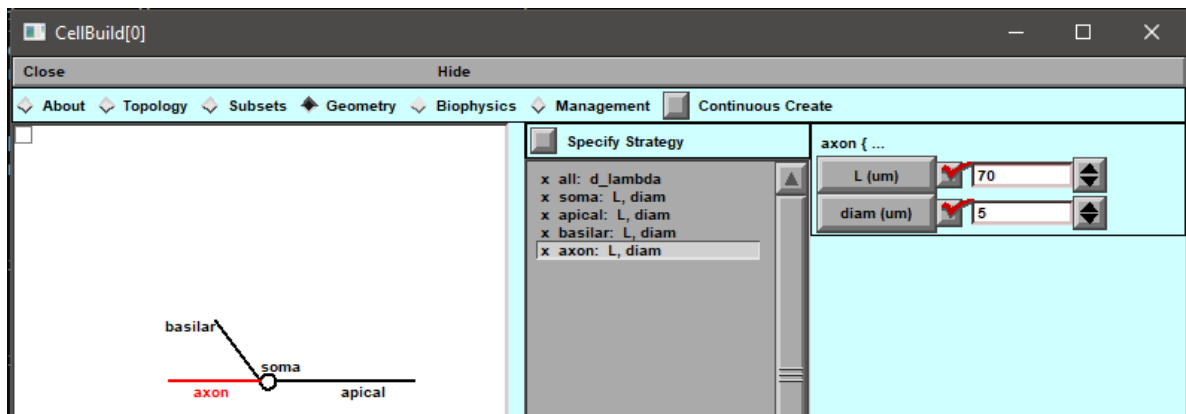 CellBuild[0]
Close Hide
About Topology Subsets Geometry Biophysics Management Continuous Create
Specify Strategy
x all: d_lambda
x soma: L, diam
x apical: L, diam
x basilar: L, diam
x axon: L, diam
axon { ...
L (um) 70
diam (um) 5
basilar
soma
axon apical